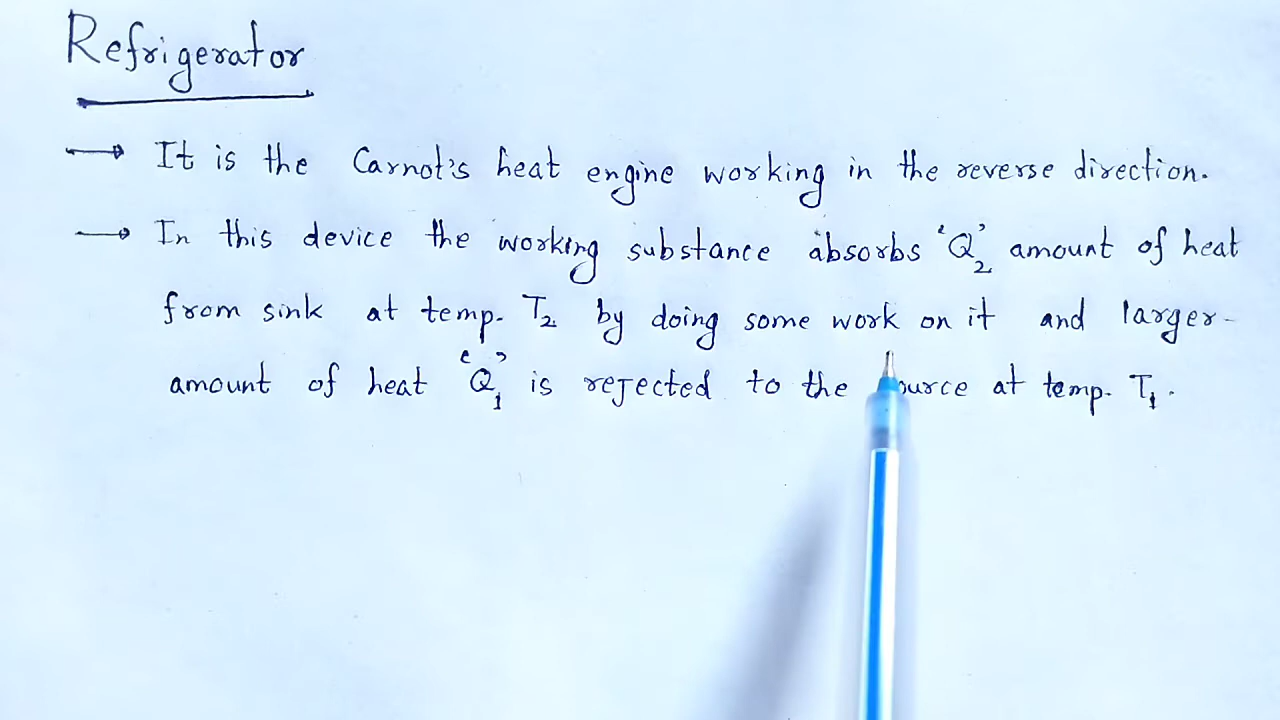 Refrigerator
→ It is the Carnot's heat engine working in the reverse direction.
→ In this device the working substance absorbs 'Q₂' amount of heat
from sink at temp. T₂ by doing some work on it and larger-
amount of heat 'Q₁' is rejected to the source at temp. T₁.